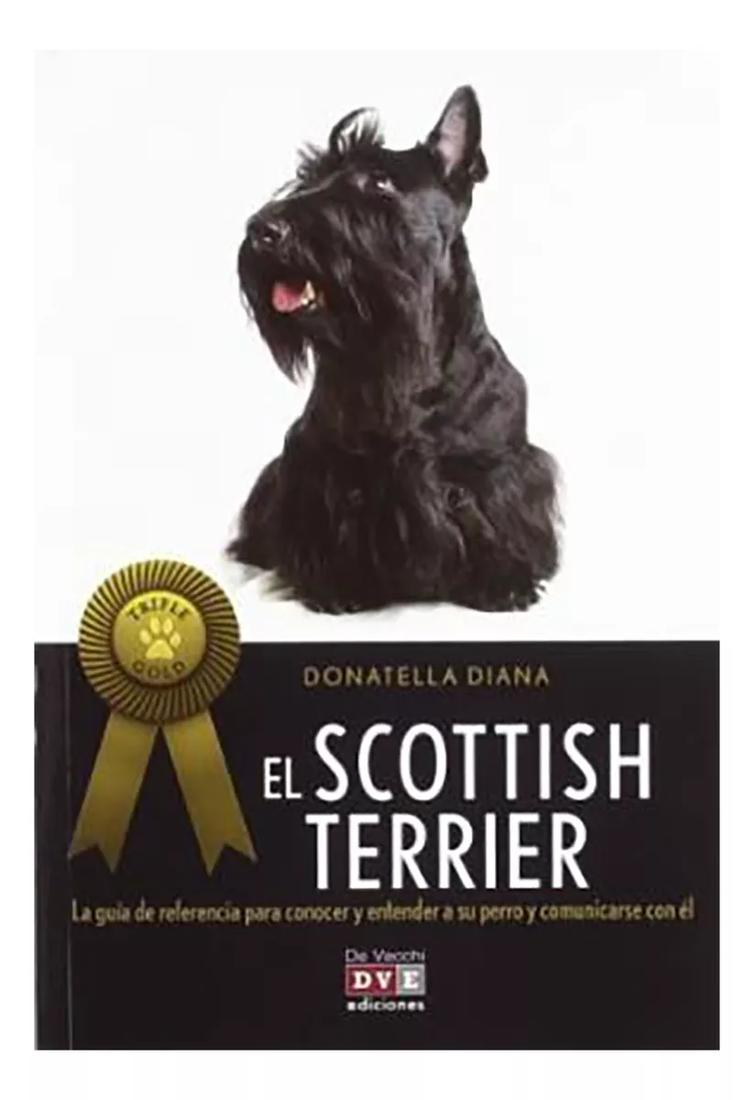 TRIPLE
GOLD
DONATELLA DIANA
EL SCOTTISH
TERRIER
La guía de referencia para conocer y entender a su perro y comunicarse con él
De Vecchi
DVE
ediciones